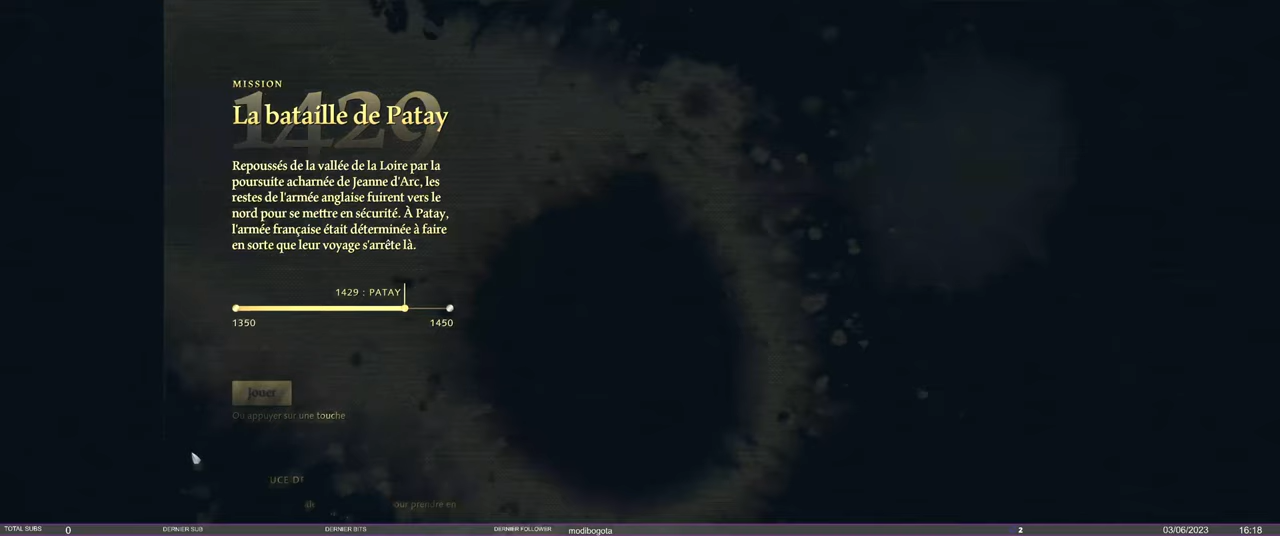 MISSION
1429
La bataille de Patay
Repoussés de la vallée de la Loire par la
poursuite acharnée de Jeanne d'Arc, les
restes de l'armée anglaise fuirent vers le
nord pour se mettre en sécurité. À Patay,
l'armée française était déterminée à faire
en sorte que leur voyage s'arrête là.
1429 : PATAY
1350 1450
Jouer
Ou appuyer sur une touche
prendre en
TOTAL SUBS 0 DERNIER SUB DERNIER BITS DERNIER FOLLOWER modibogota 2 03/06/2023 16:18